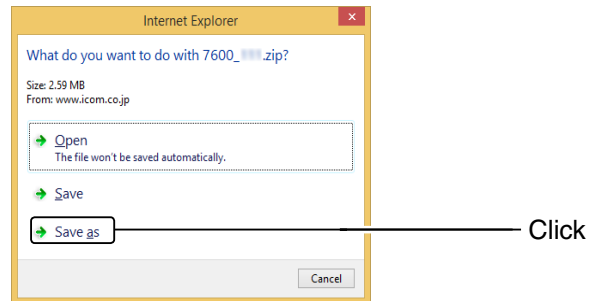 Internet Explorer
What do you want to do with 7600_ .zip?
Size: 2.59 MB
From: www.icom.co.jp
Open
The file won't be saved automatically.
Save
Save as
Click
Cancel